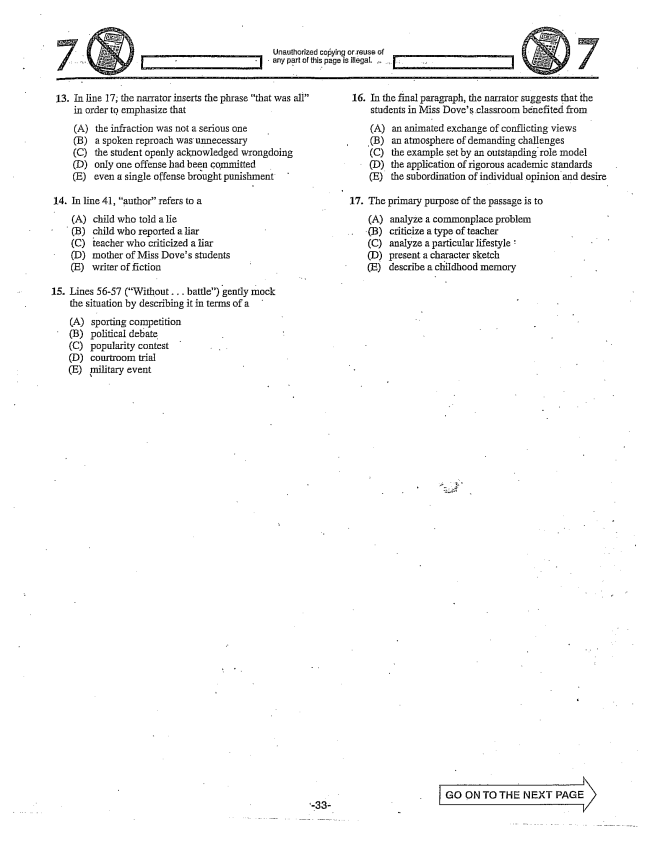 7
Unauthorized copying or reuse of
any part of this page is illegal.
7
13. In line 17, the narrator inserts the phrase "that was all"
in order to emphasize that
(A) the infraction was not a serious one
(B) a spoken reproach was unnecessary
(C) the student openly acknowledged wrongdoing
(D) only one offense had been committed
(E) even a single offense brought punishment
14. In line 41, "author" refers to a
(A) child who told a lie
(B) child who reported a liar
(C) teacher who criticized a liar
(D) mother of Miss Dove's students
(E) writer of fiction
15. Lines 56-57 ("Without . . . battle") gently mock
the situation by describing it in terms of a
(A) sporting competition
(B) political debate
(C) popularity contest
(D) courtroom trial
(E) military event
16. In the final paragraph, the narrator suggests that the
students in Miss Dove's classroom benefited from
(A) an animated exchange of conflicting views
(B) an atmosphere of demanding challenges
(C) the example set by an outstanding role model
(D) the application of rigorous academic standards
(E) the subordination of individual opinion and desire
17. The primary purpose of the passage is to
(A) analyze a commonplace problem
(B) criticize a type of teacher
(C) analyze a particular lifestyle
(D) present a character sketch
(E) describe a childhood memory
-33-
GO ON TO THE NEXT PAGE